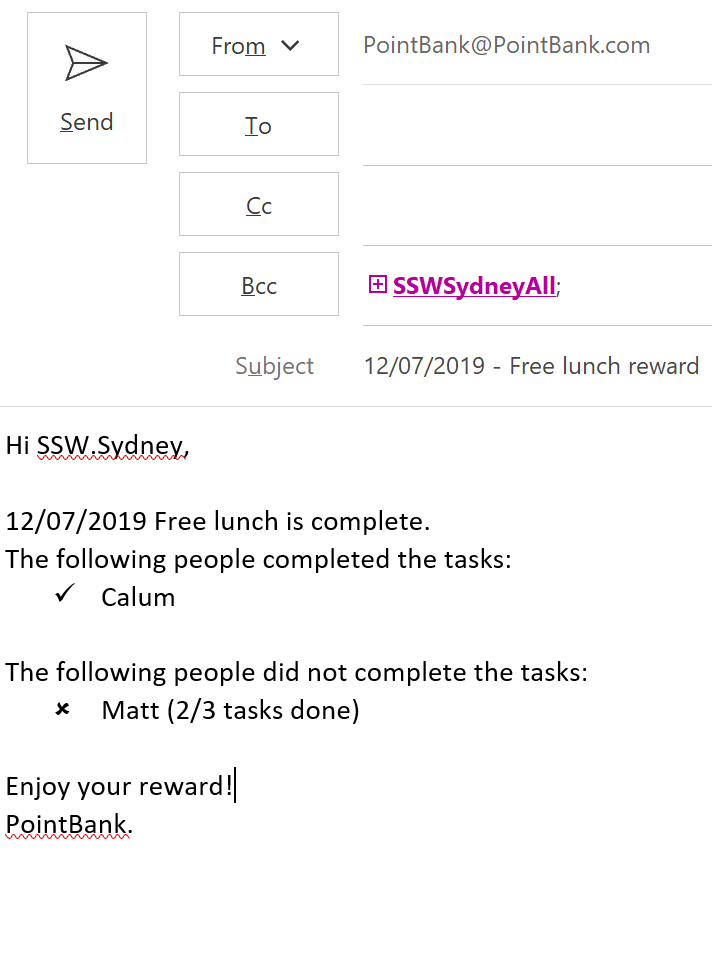 From
PointBank@PointBank.com
Send
To
Cc
Bcc
SSWSydneyAll;
Subject
12/07/2019 - Free lunch reward
Hi SSW.Sydney,
12/07/2019 Free lunch is complete.
The following people completed the tasks:
✓ Calum
The following people did not complete the tasks:
✘ Matt (2/3 tasks done)
Enjoy your reward!
PointBank.